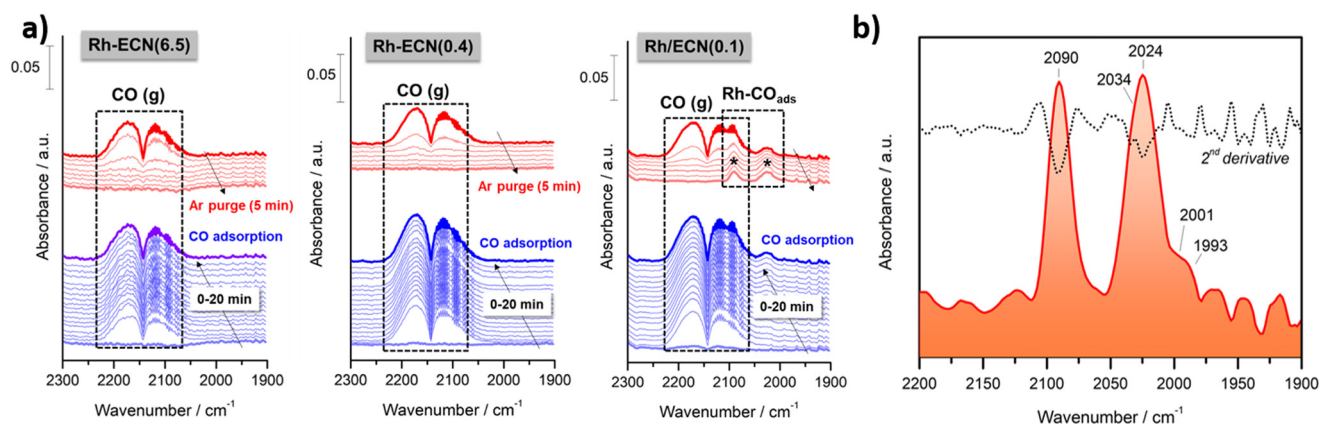 a)
Rh-ECN(6.5)
0.05
CO (g)
Ar purge (5 min)
CO adsorption
0-20 min
Absorbance / a.u.
2300 2200 2100 2000 1900
Wavenumber / cm-1
Rh-ECN(0.4)
0.05
CO (g)
Ar purge (5 min)
CO adsorption
0-20 min
Absorbance / a.u.
2300 2200 2100 2000 1900
Wavenumber / cm-1
Rh/ECN(0.1)
0.05
CO (g)
Rh-COads
* *
Ar purge (5 min)
CO adsorption
0-20 min
Absorbance / a.u.
2300 2200 2100 2000 1900
Wavenumber / cm-1
b)
2090
2024
2034
2nd derivative
2001
1993
Absorbance / a.u.
2200 2150 2100 2050 2000 1950 1900
Wavenumber / cm-1